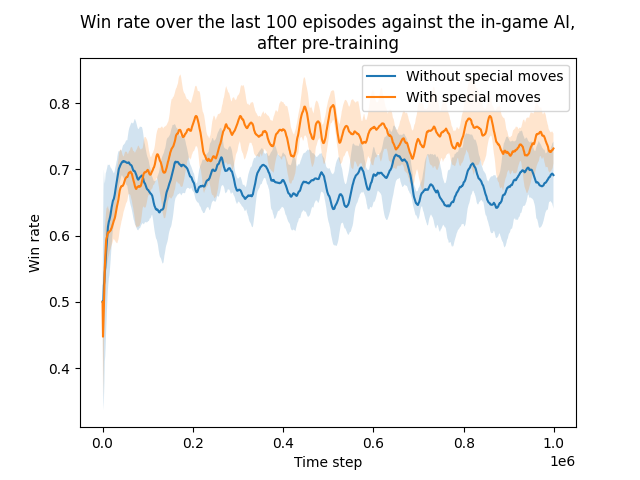 Win rate over the last 100 episodes against the in-game AI,
after pre-training
Without special moves
With special moves
Win rate
0.8
0.7
0.6
0.5
0.4
0.0 0.2 0.4 0.6 0.8 1.0
1e6
Time step